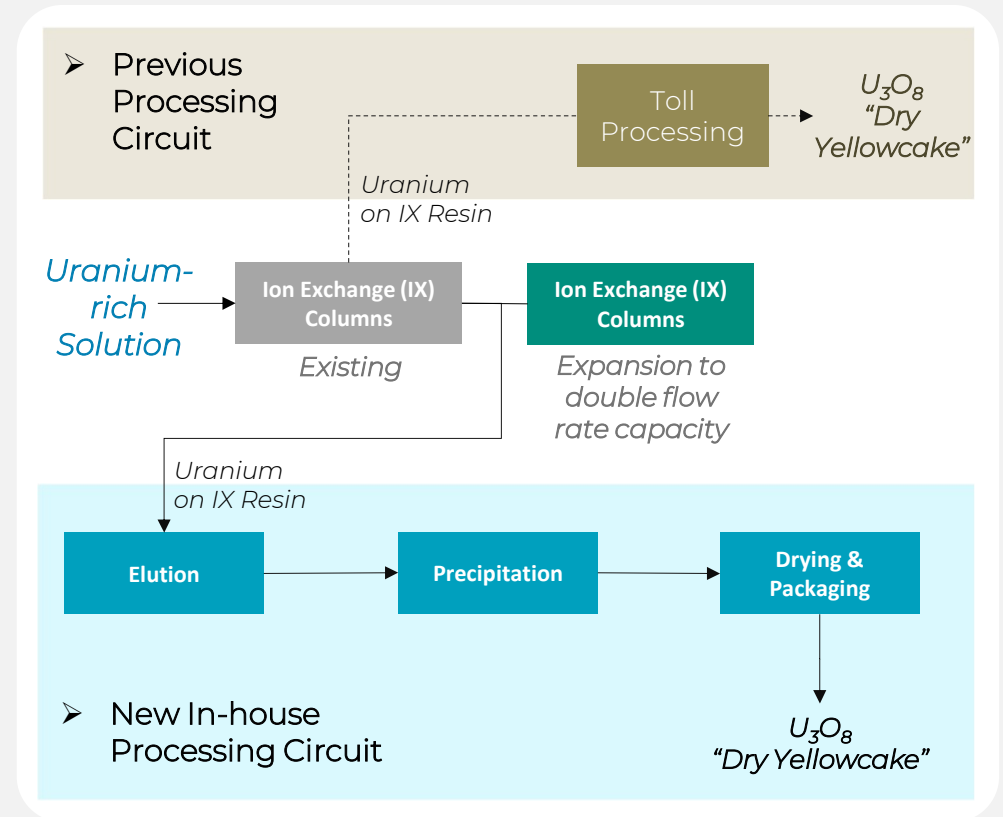 ➢ Previous
Processing
Circuit
Toll
Processing
U₃O₈
“Dry
Yellowcake”
Uranium
on IX Resin
Uranium-
rich
Solution
Ion Exchange (IX)
Columns
Existing
Ion Exchange (IX)
Columns
Expansion to
double flow
rate capacity
Uranium
on IX Resin
Elution
Precipitation
Drying &
Packaging
➢ New In-house
Processing Circuit
U₃O₈
“Dry Yellowcake”